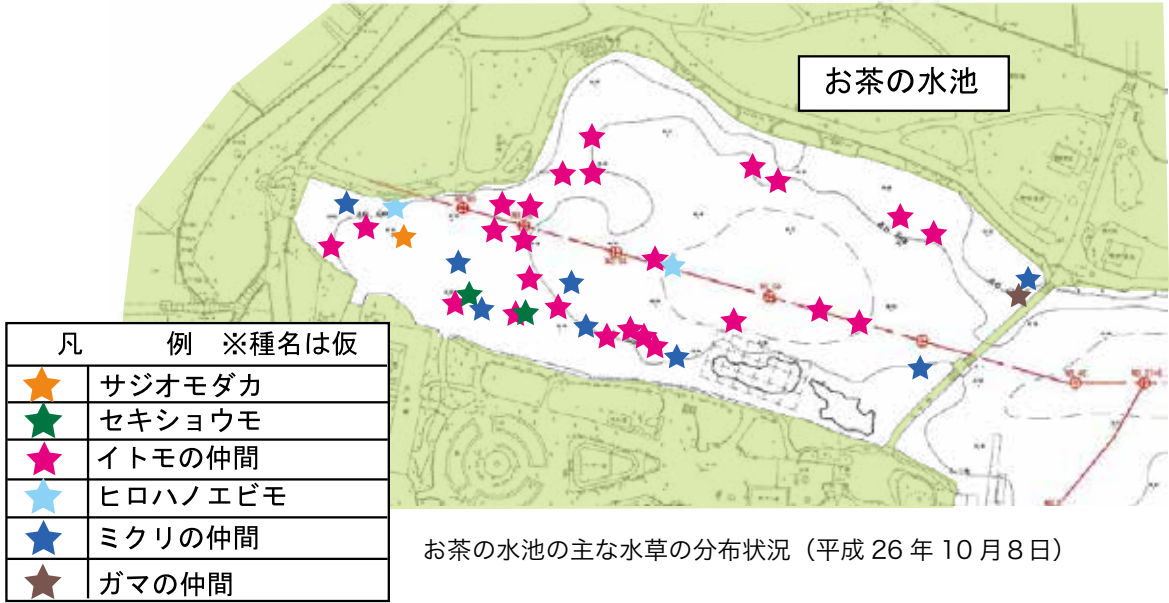 お茶の水池
凡 例 ※種名は仮
サジオモダカ
セキショウモ
イトモの仲間
ヒロハノエビモ
ミクリの仲間
ガマの仲間
お茶の水池の主な水草の分布状況（平成 26 年 10 月８日）